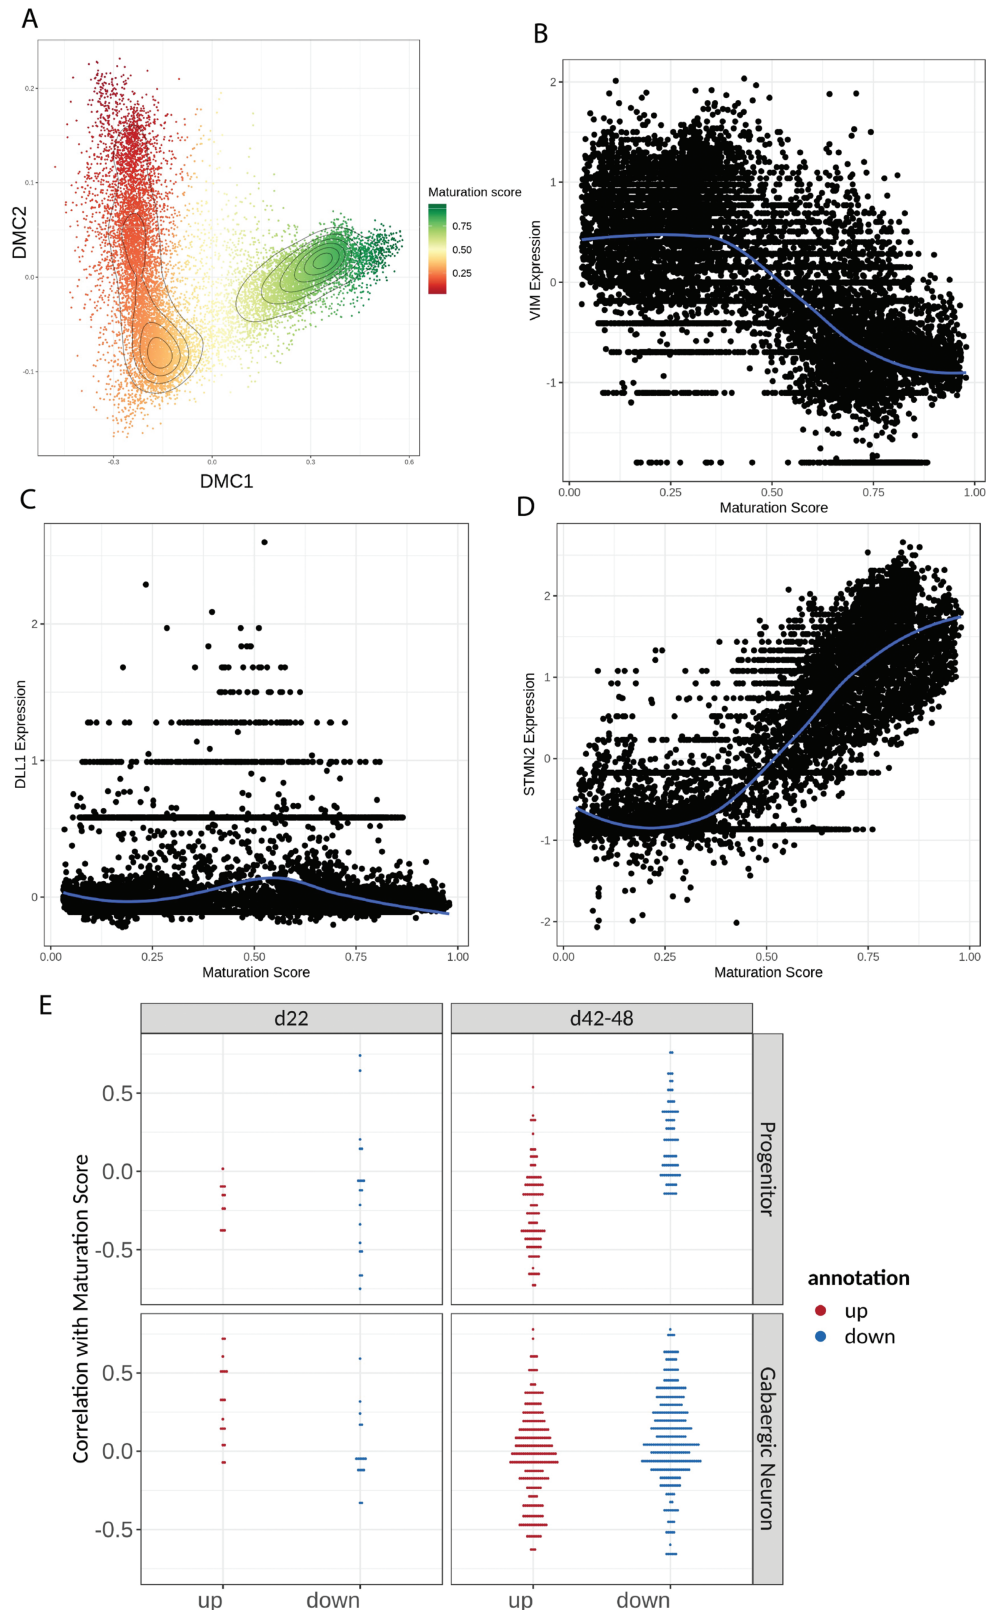 A
DMC2
0.2
0.1
0.0
-0.1
-0.3
0.0
0.3
0.6
DMC1
Maturation score
0.75
0.50
0.25
B
VIM Expression
2
1
0
-1
0.00
0.25
0.50
0.75
1.00
Maturation Score
C
DLL1 Expression
2
1
0
0.00
0.25
0.50
0.75
1.00
Maturation Score
D
STMN2 Expression
2
1
0
-1
-2
0.00
0.25
0.50
0.75
1.00
Maturation Score
E
d22
d42-48
Correlation with Maturation Score
0.5
0.0
-0.5
Progenitor
0.5
0.0
-0.5
Gabaergic Neuron
up
down
up
down
annotation
up
down